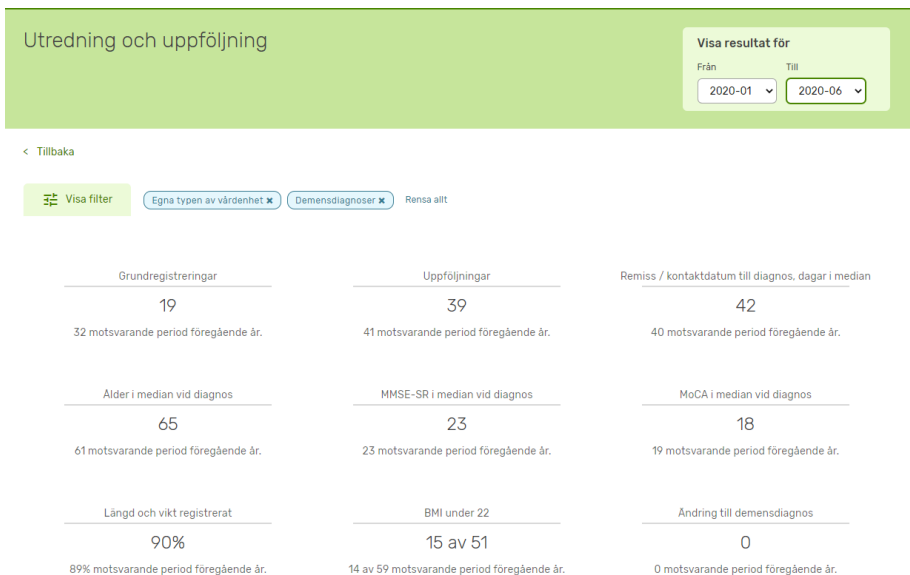 Utredning och uppföljning
Visa resultat för
Från Till
2020-01 2020-06
< Tillbaka
Visa filter Egna typen av vårdenhet × Demensdiagnoser × Rensa allt
Grundregistreringar Uppföljningar Remiss / kontaktdatum till diagnos, dagar i median
19 39 42
32 motsvarande period föregående år. 41 motsvarande period föregående år. 40 motsvarande period föregående år.
Ålder i median vid diagnos MMSE-SR i median vid diagnos MoCA i median vid diagnos
65 23 18
61 motsvarande period föregående år. 23 motsvarande period föregående år. 19 motsvarande period föregående år.
Längd och vikt registrerat BMI under 22 Ändring till demensdiagnos
90% 15 av 51 0
89% motsvarande period föregående år. 14 av 59 motsvarande period föregående år. 0 motsvarande period föregående år.